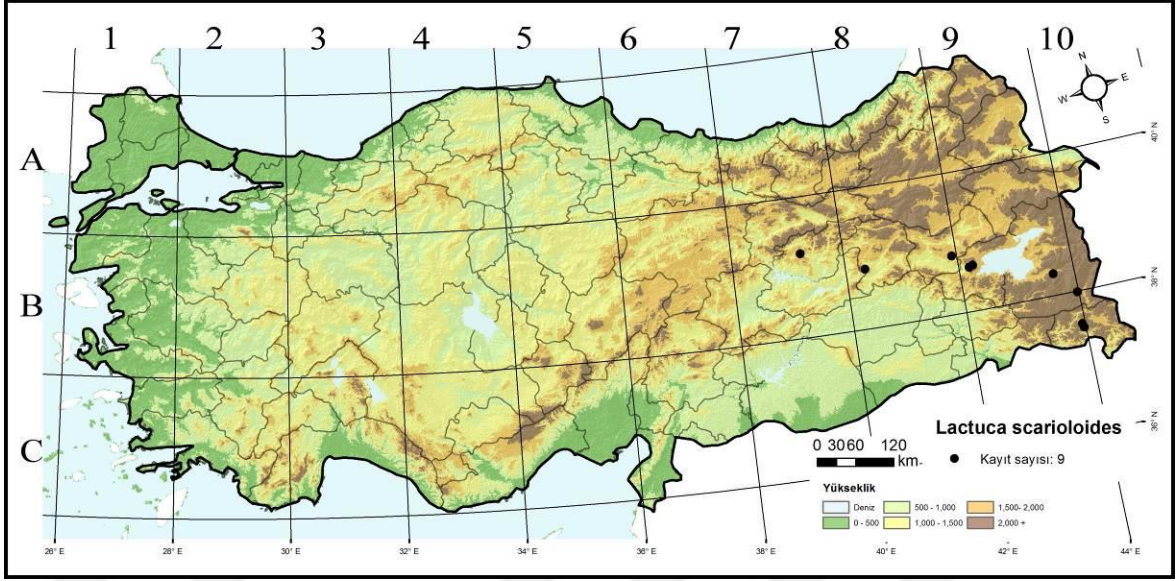 1 2 3 4 5 6 7 8 9 10
N
W E
S
A
B
C
40° N
38° N
36° N
Lactuca scarioloides
Kayıt sayısı: 9
0 30 60 120
km
Yükseklik
Deniz 500 - 1,000 1,500- 2,000
0 - 500 1,000 - 1,500 2,000 +
26° E 28° E 30° E 32° E 34° E 36° E 38° E 40° E 42° E 44° E